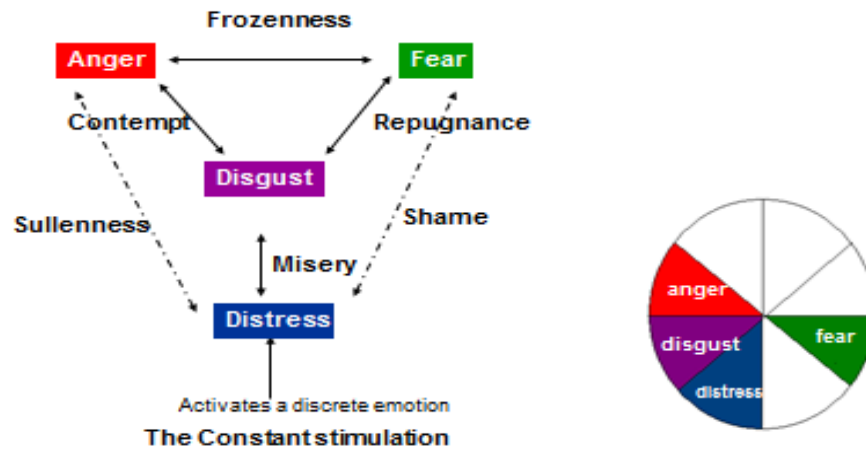 Frozenness
Anger
Fear
Contempt
Repugnance
Disgust
Sullenness
Shame
Misery
Distress
Activates a discrete emotion
The Constant stimulation
anger
disgust
fear
distress